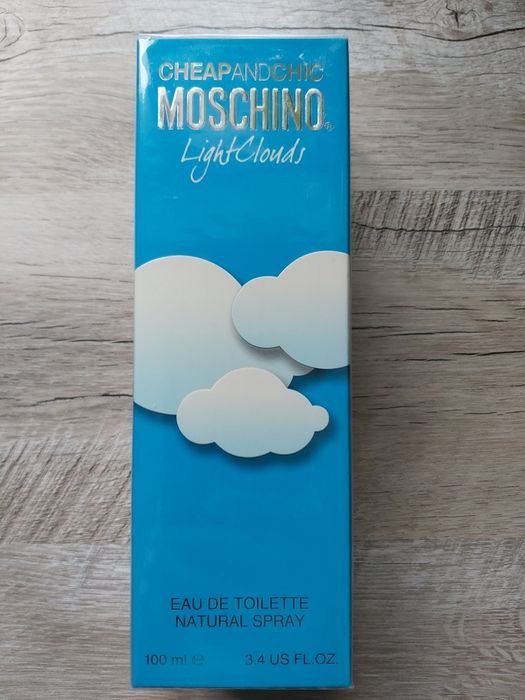 CHEAPANDCHIC
MOSCHINO®
LightClouds
EAU DE TOILETTE
NATURAL SPRAY
100 ml ℮ 3.4 US FL.OZ.